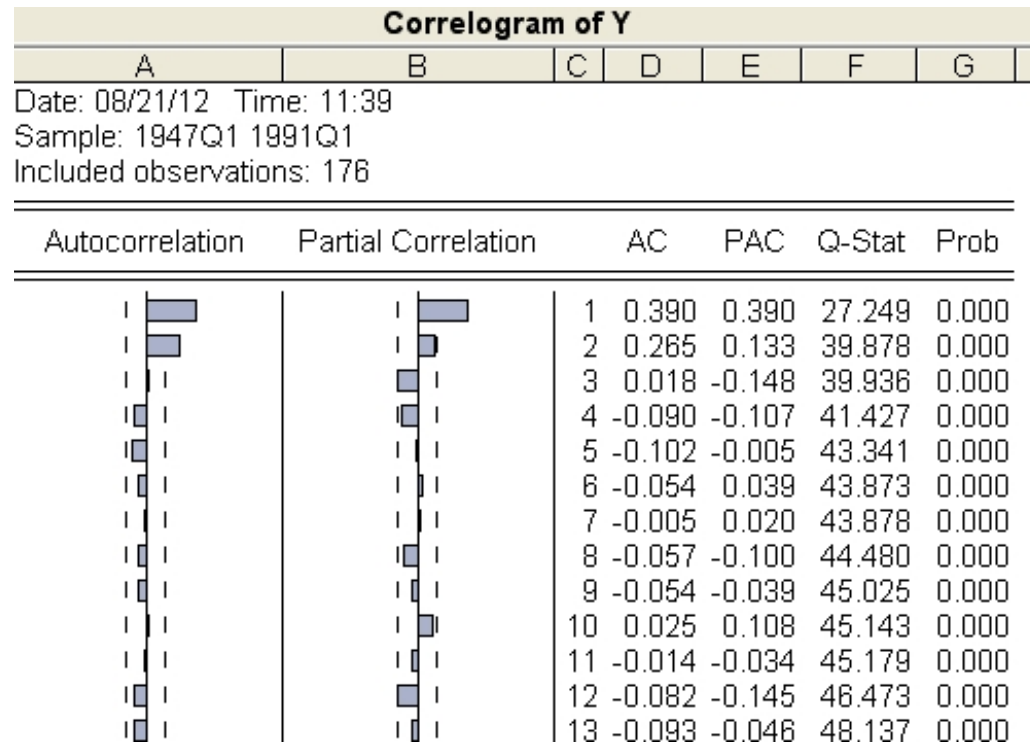 Correlogram of Y
A B C D E F G
Date: 08/21/12 Time: 11:39
Sample: 1947Q1 1991Q1
Included observations: 176
Autocorrelation Partial Correlation AC PAC Q-Stat Prob
1 0.390 0.390 27.249 0.000
2 0.265 0.133 39.878 0.000
3 0.018 -0.148 39.936 0.000
4 -0.090 -0.107 41.427 0.000
5 -0.102 -0.005 43.341 0.000
6 -0.054 0.039 43.873 0.000
7 -0.005 0.020 43.878 0.000
8 -0.057 -0.100 44.480 0.000
9 -0.054 -0.039 45.025 0.000
10 0.025 0.108 45.143 0.000
11 -0.014 -0.034 45.179 0.000
12 -0.082 -0.145 46.473 0.000
13 -0.093 -0.046 48.137 0.000